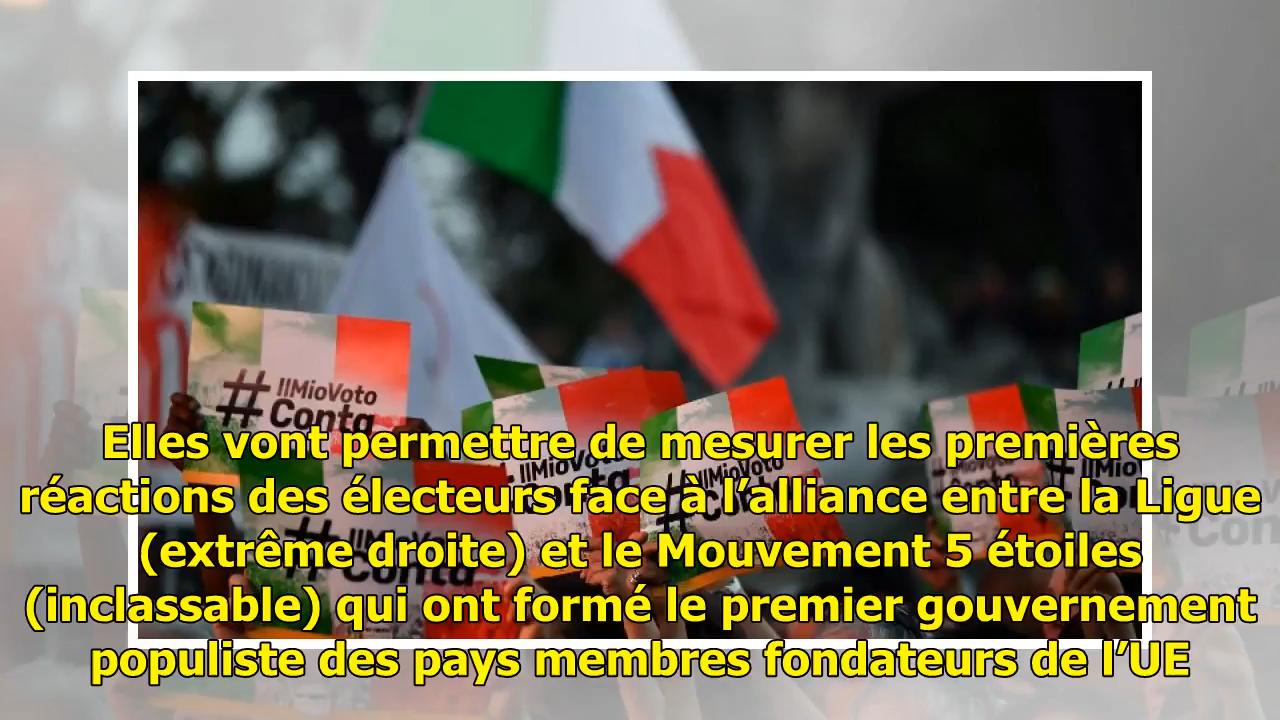 #IlMioVoto
Conta
#IlMioVoto
Conta
Elles vont permettre de mesurer les premières
réactions des électeurs face à l’alliance entre la Ligue
(extrême droite) et le Mouvement 5 étoiles
(inclassable) qui ont formé le premier gouvernement
populiste des pays membres fondateurs de l’UE